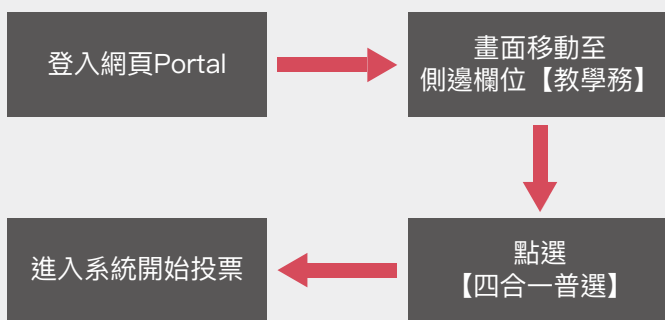 登入網頁Portal
畫面移動至
側邊欄位【教學務】
點選
【四合一普選】
進入系統開始投票